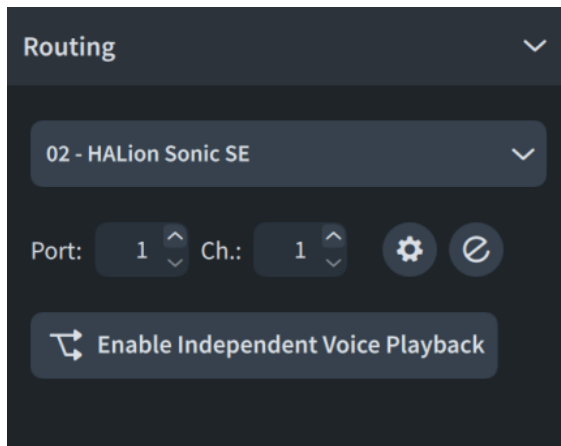 Routing
02 - HALion Sonic SE
Port: 1 Ch.: 1
Enable Independent Voice Playback